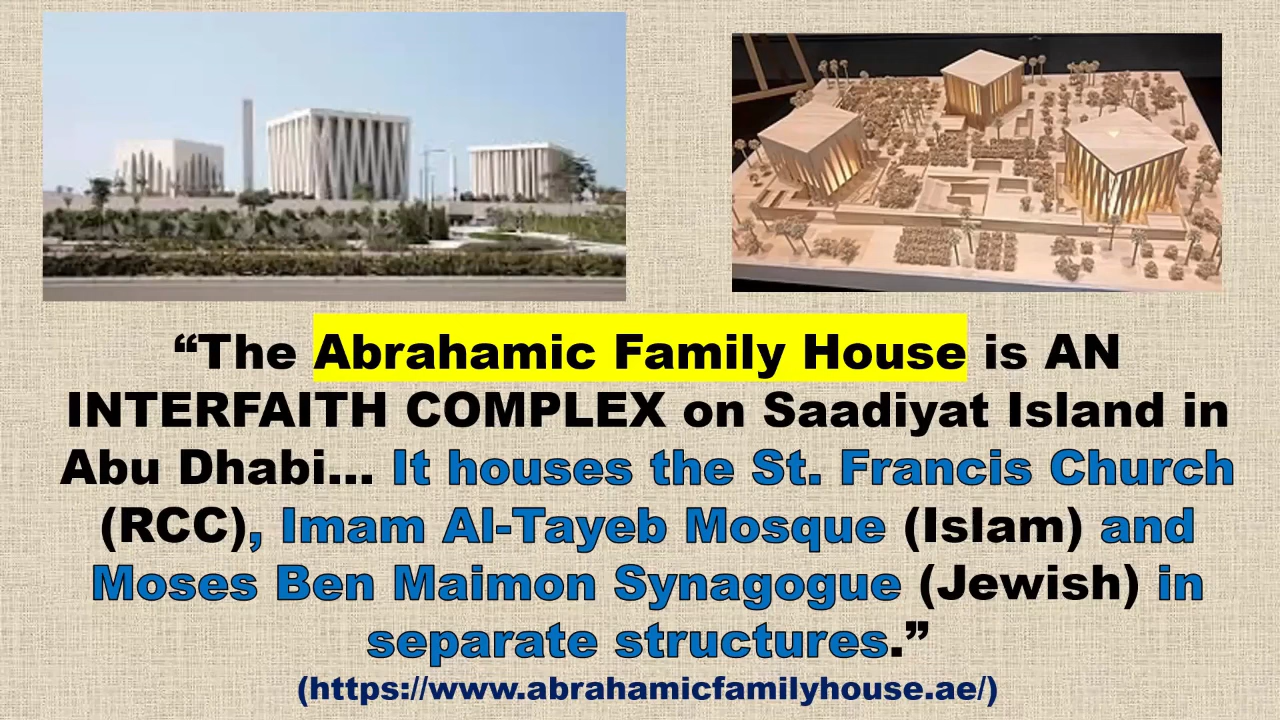 “The Abrahamic Family House is AN
INTERFAITH COMPLEX on Saadiyat Island in
Abu Dhabi... It houses the St. Francis Church
(RCC), Imam Al-Tayeb Mosque (Islam) and
Moses Ben Maimon Synagogue (Jewish) in
separate structures.”
(https://www.abrahamicfamilyhouse.ae/)